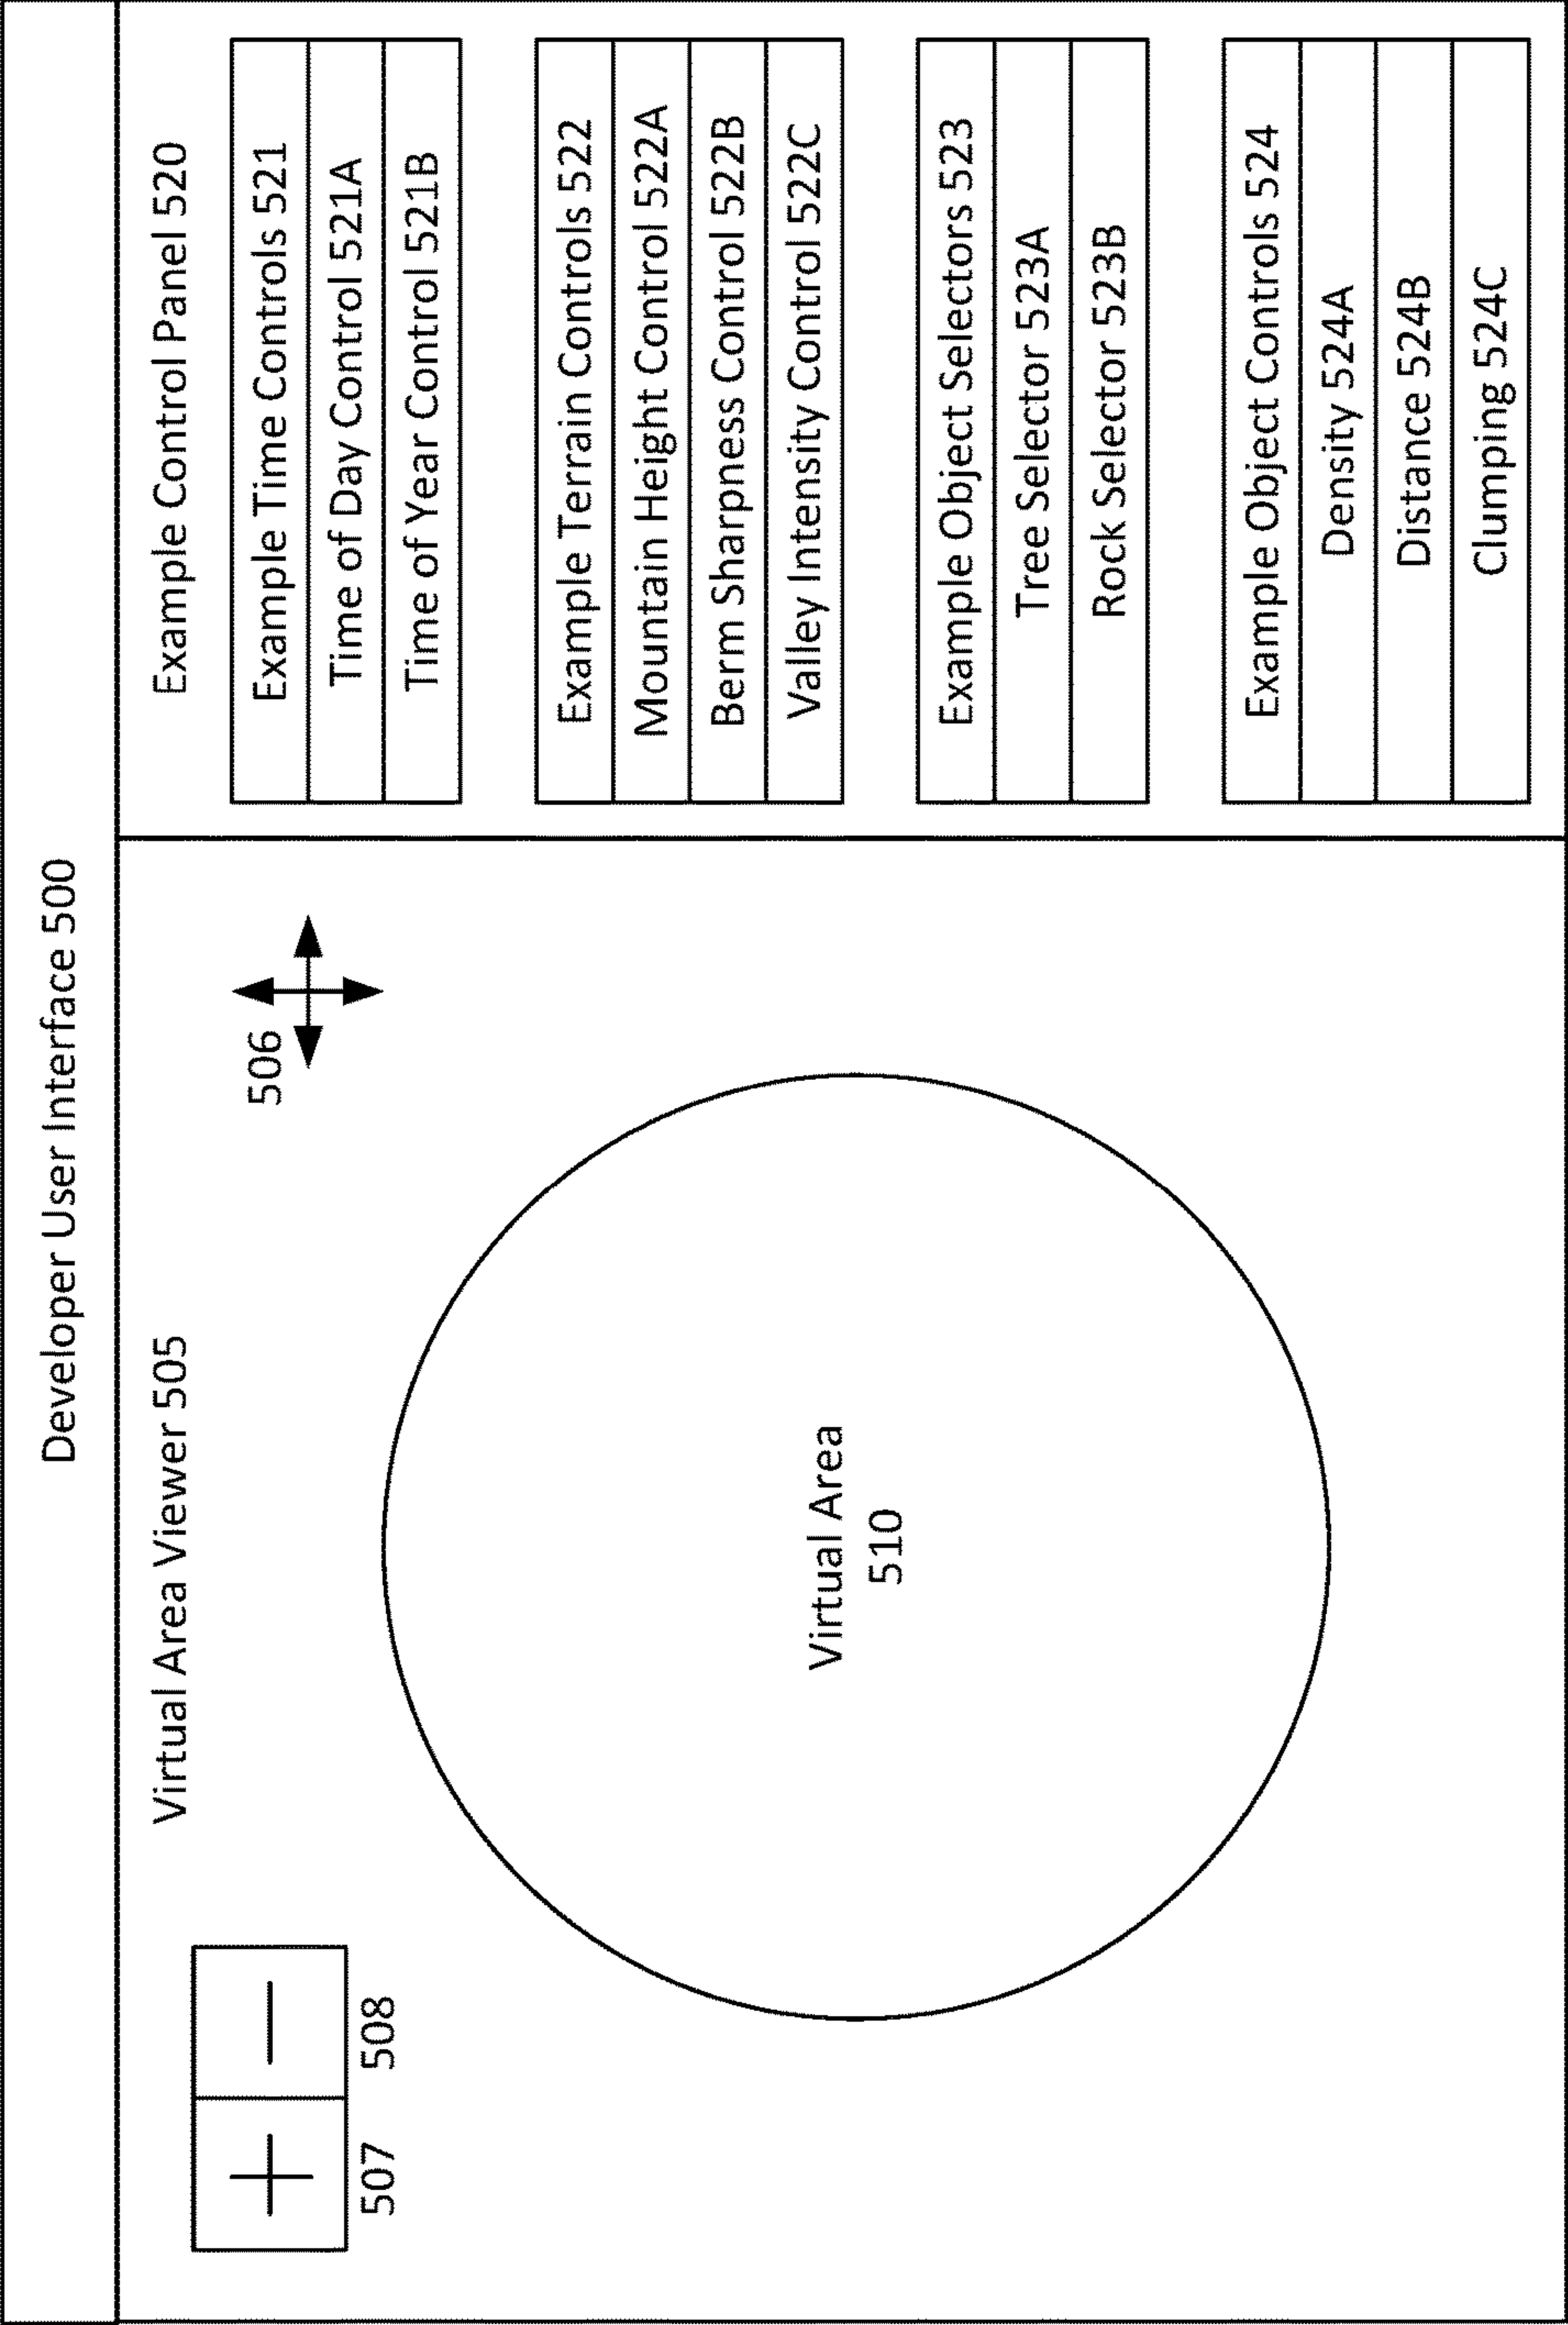 Developer User Interface 500
Virtual Area Viewer 505
507
508
506
Virtual Area
510
Example Control Panel 520
Example Time Controls 521
Time of Day Control 521A
Time of Year Control 521B
Example Terrain Controls 522
Mountain Height Control 522A
Berm Sharpness Control 522B
Valley Intensity Control 522C
Example Object Selectors 523
Tree Selector 523A
Rock Selector 523B
Example Object Controls 524
Density 524A
Distance 524B
Clumping 524C